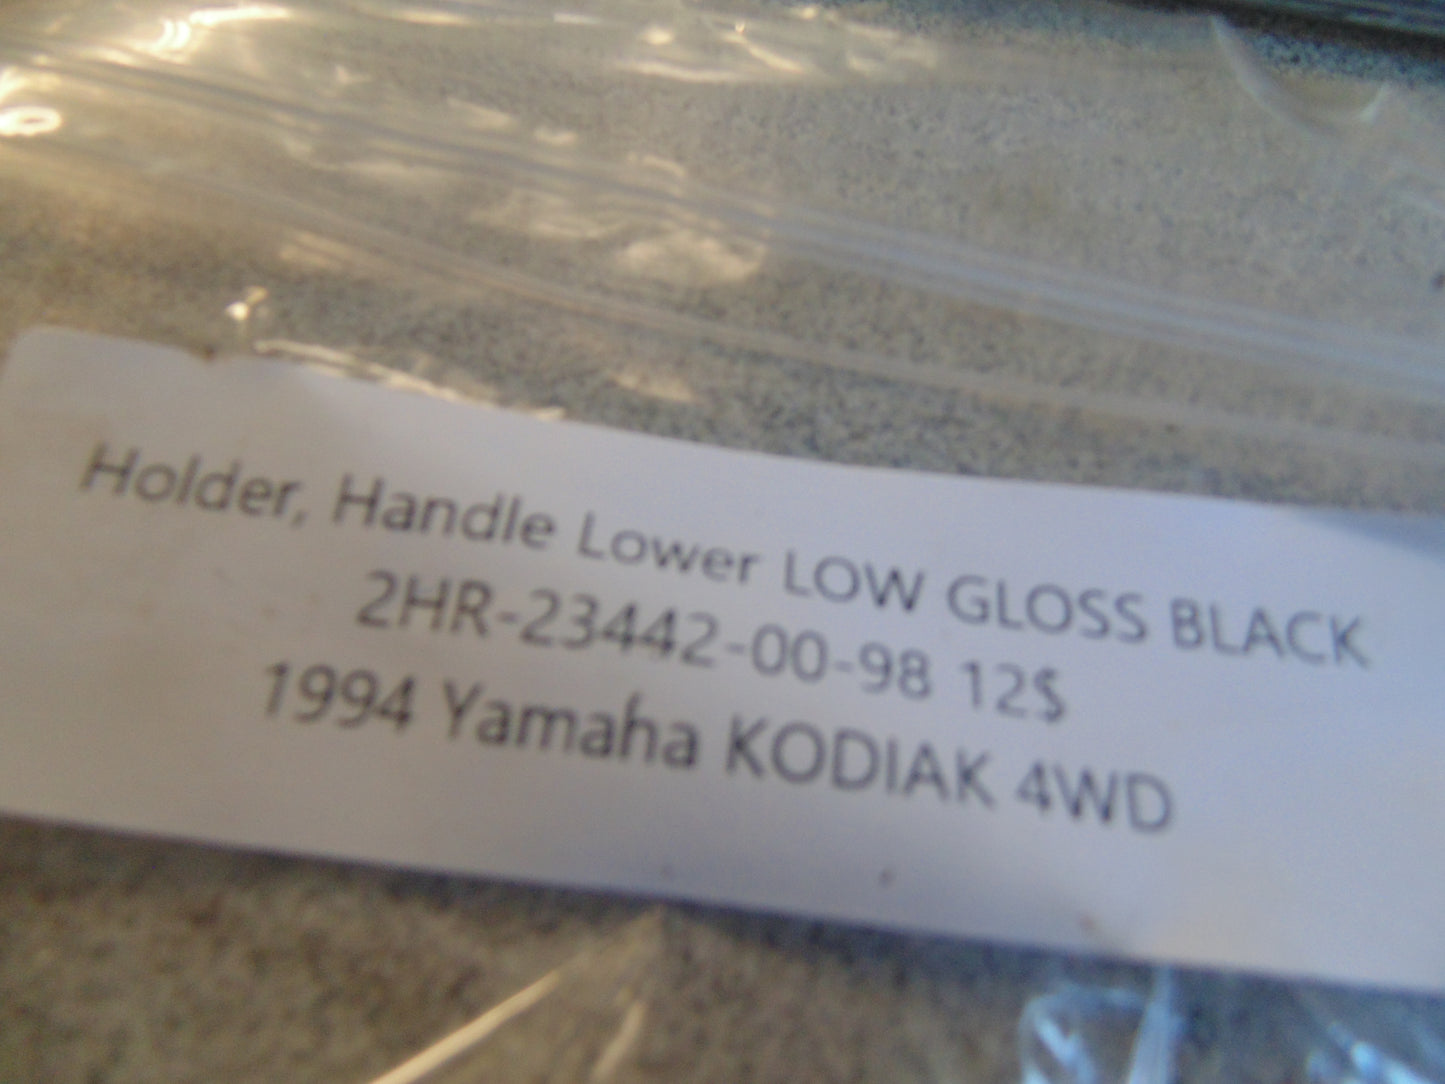 Holder, Handle Lower LOW GLOSS BLACK
2HR-23442-00-98 12$
1994 Yamaha KODIAK 4WD